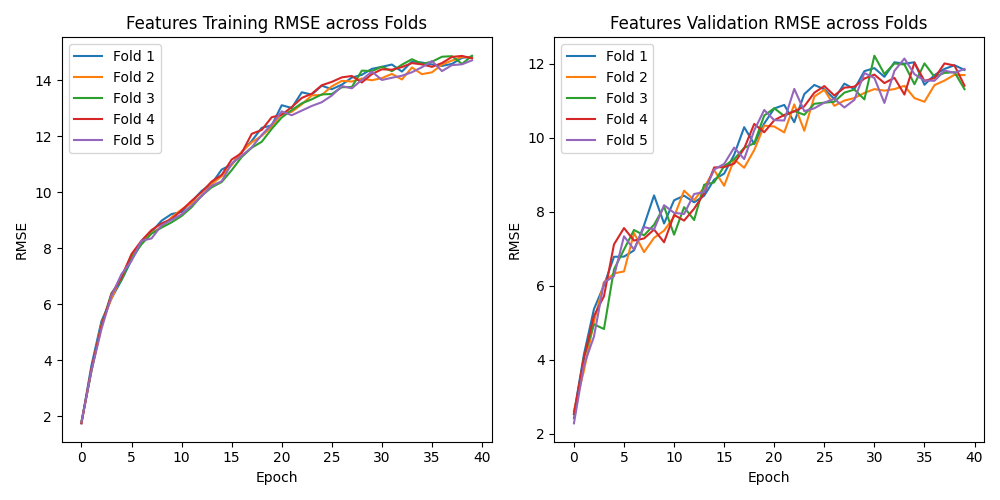 Features Training RMSE across Folds
RMSE
14
12
10
8
6
4
2
Fold 1
Fold 2
Fold 3
Fold 4
Fold 5
0 5 10 15 20 25 30 35 40
Epoch
Features Validation RMSE across Folds
RMSE
12
10
8
6
4
2
Fold 1
Fold 2
Fold 3
Fold 4
Fold 5
0 5 10 15 20 25 30 35 40
Epoch